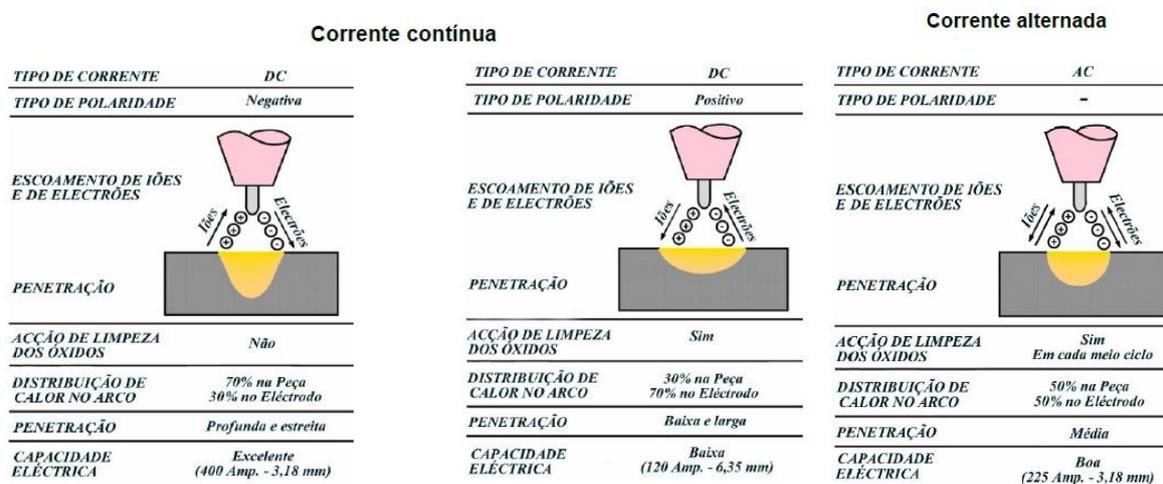 Corrente contínua
TIPO DE CORRENTE DC
TIPO DE POLARIDADE Negativa
ESCOAMENTO DE IÕES
E DE ELECTRÕES
Iões
Electrões
PENETRAÇÃO
ACÇÃO DE LIMPEZA
DOS ÓXIDOS
Não
DISTRIBUIÇÃO DE
CALOR NO ARCO
70% na Peça
30% no Eléctrodo
PENETRAÇÃO Profunda e estreita
CAPACIDADE
ELÉCTRICA
Excelente
(400 Amp. - 3,18 mm)
TIPO DE CORRENTE DC
TIPO DE POLARIDADE Positivo
ESCOAMENTO DE IÕES
E DE ELECTRÕES
Iões
Electrões
PENETRAÇÃO
ACÇÃO DE LIMPEZA
DOS ÓXIDOS
Sim
DISTRIBUIÇÃO DE
CALOR NO ARCO
30% na Peça
70% no Eléctrodo
PENETRAÇÃO Baixa e larga
CAPACIDADE
ELÉCTRICA
Baixa
(120 Amp. - 6,35 mm)
Corrente alternada
TIPO DE CORRENTE AC
TIPO DE POLARIDADE -
ESCOAMENTO DE IÕES
E DE ELECTRÕES
Iões
Electrões
PENETRAÇÃO
ACÇÃO DE LIMPEZA
DOS ÓXIDOS
Sim
Em cada meio ciclo
DISTRIBUIÇÃO DE
CALOR NO ARCO
50% na Peça
50% no Eléctrodo
PENETRAÇÃO Média
CAPACIDADE
ELÉCTRICA
Boa
(225 Amp. - 3,18 mm)